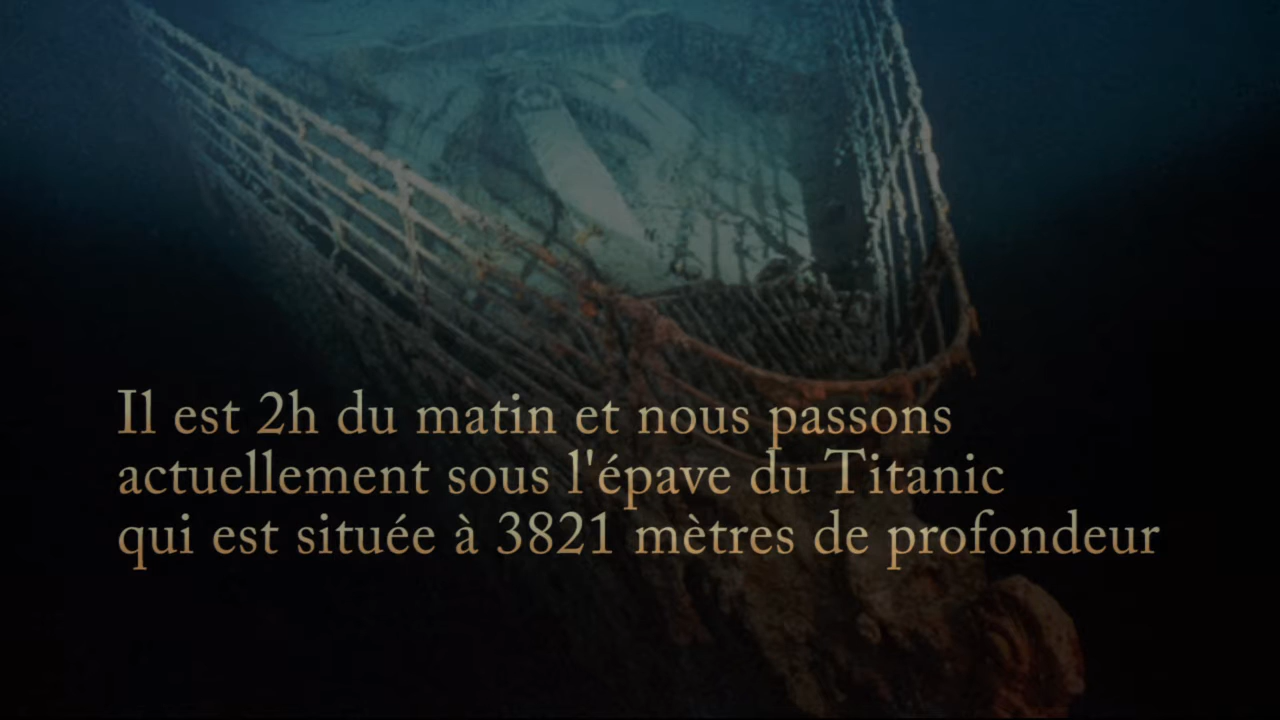 Il est 2h du matin et nous passons
actuellement sous l'épave du Titanic
qui est située à 3821 mètres de profondeur